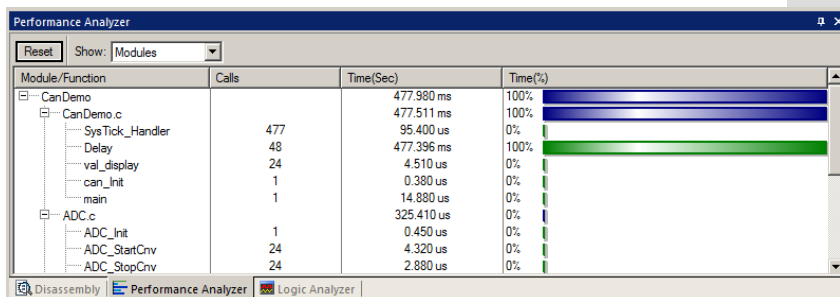 Performance Analyzer
Reset Show: Modules
Module/Function Calls Time(Sec) Time(%)
CanDemo 477.980 ms 100%
CanDemo.c 477.511 ms 100%
SysTick_Handler 477 95.400 us 0%
Delay 48 477.396 ms 100%
val_display 24 4.510 us 0%
can_Init 1 0.380 us 0%
main 1 14.880 us 0%
ADC.c 325.410 us 0%
ADC_Init 1 0.450 us 0%
ADC_StartCnv 24 4.320 us 0%
ADC_StopCnv 24 2.880 us 0%
Disassembly Performance Analyzer Logic Analyzer